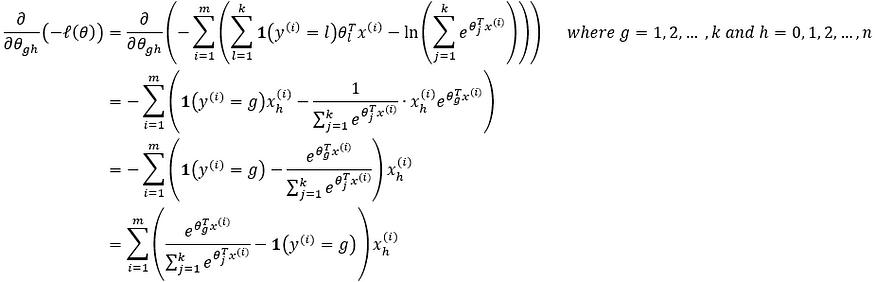 ∂/∂θ_gh (−ℓ(θ)) = ∂/∂θ_gh (−∑_{i=1}^{m} (∑_{l=1}^{k} 𝟏(y^(i) = l)θ_l^T x^(i) − ln(∑_{j=1}^{k} e^{θ_j^T x^(i)}))) where g = 1,2,… ,k and h = 0,1,2,…,n
= −∑_{i=1}^{m} (𝟏(y^(i) = g)x_h^(i) − 1/(∑_{j=1}^{k} e^{θ_j^T x^(i)}) · x_h^(i) e^{θ_g^T x^(i)})
= −∑_{i=1}^{m} (𝟏(y^(i) = g) − e^{θ_g^T x^(i)}/(∑_{j=1}^{k} e^{θ_j^T x^(i)})) x_h^(i)
= ∑_{i=1}^{m} (e^{θ_g^T x^(i)}/(∑_{j=1}^{k} e^{θ_j^T x^(i)}) − 𝟏(y^(i) = g)) x_h^(i)